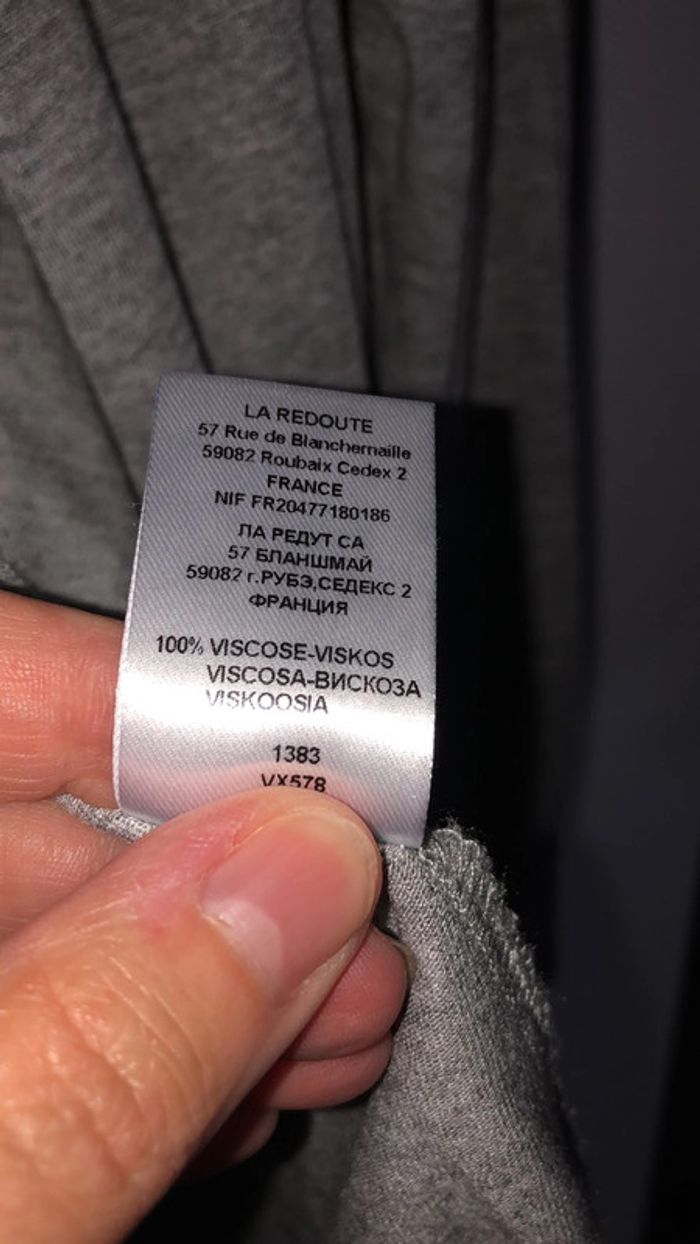 LA REDOUTE
57 Rue de Blanchemaille
59082 Roubaix Cedex 2
FRANCE
NIF FR20477180186
ЛА РЕДУТ СА
57 БЛАНШМАЙ
59082 г.РУБЭ,СЕДЕКС 2
ФРАНЦИЯ
100% VISCOSE-VISKOS
VISCOSA-ВИСКОЗА
VISKOOSIA
1383
VX578